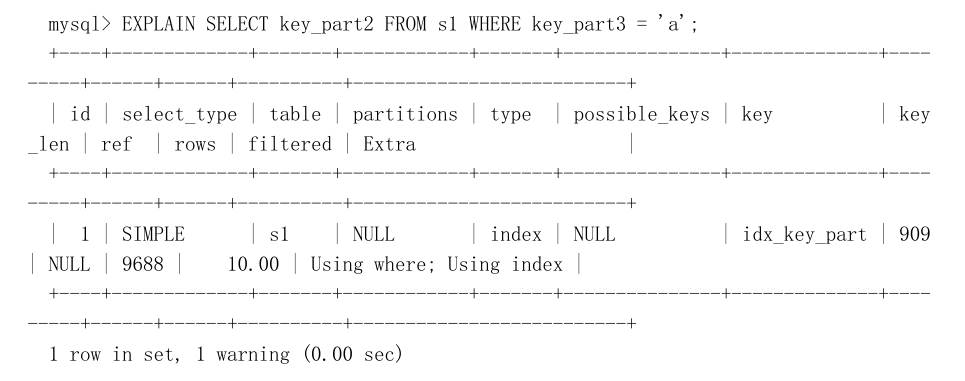 mysql> EXPLAIN SELECT key_part2 FROM s1 WHERE key_part3 = 'a';
+----+-------------+-------+------------+-------+---------------+--------------+----
-----+------+------+----------+--------------------------+
| id | select_type | table | partitions | type | possible_keys | key | key
_len | ref | rows | filtered | Extra |
+----+-------------+-------+------------+-------+---------------+--------------+----
-----+------+------+----------+--------------------------+
| 1 | SIMPLE | s1 | NULL | index | NULL | idx_key_part | 909
| NULL | 9688 | 10.00 | Using where; Using index |
+----+-------------+-------+------------+-------+---------------+--------------+----
-----+------+------+----------+--------------------------+
1 row in set, 1 warning (0.00 sec)